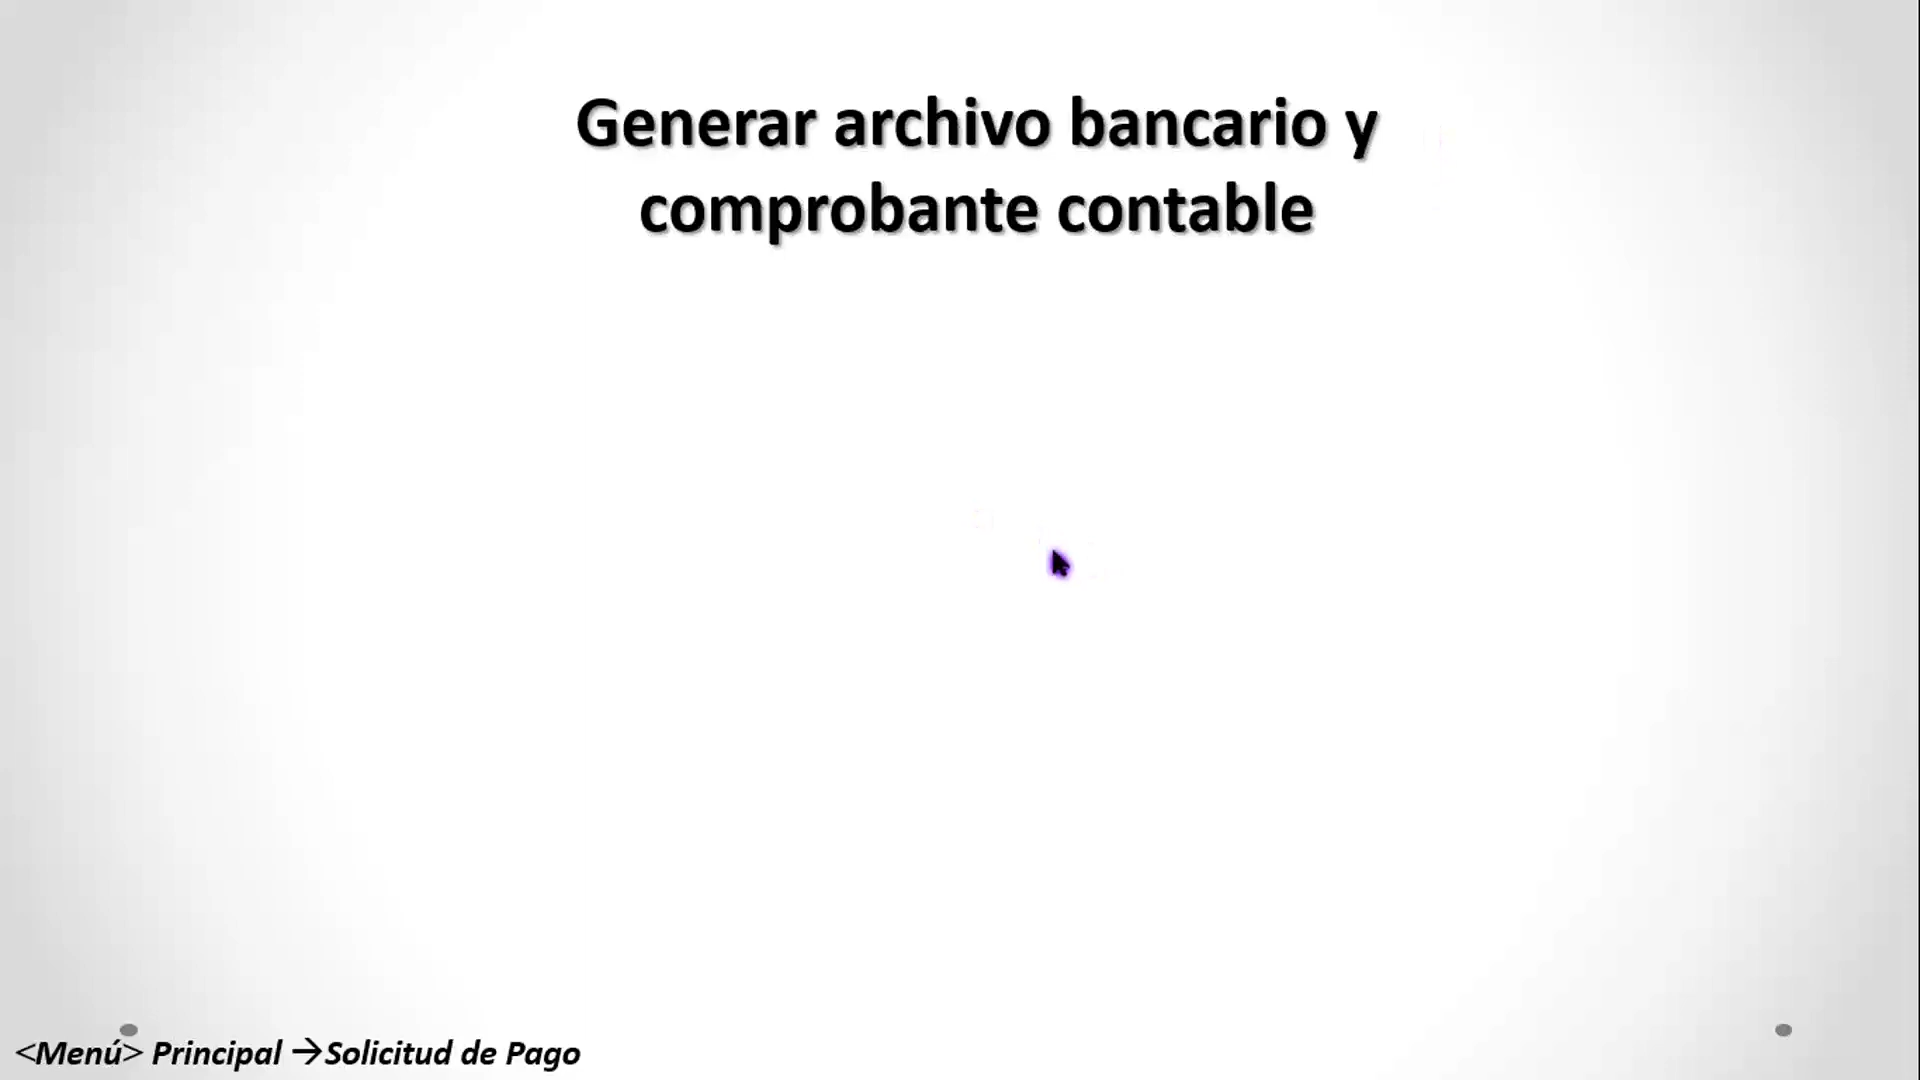 Generar archivo bancario y
comprobante contable
<Menú> Principal →Solicitud de Pago